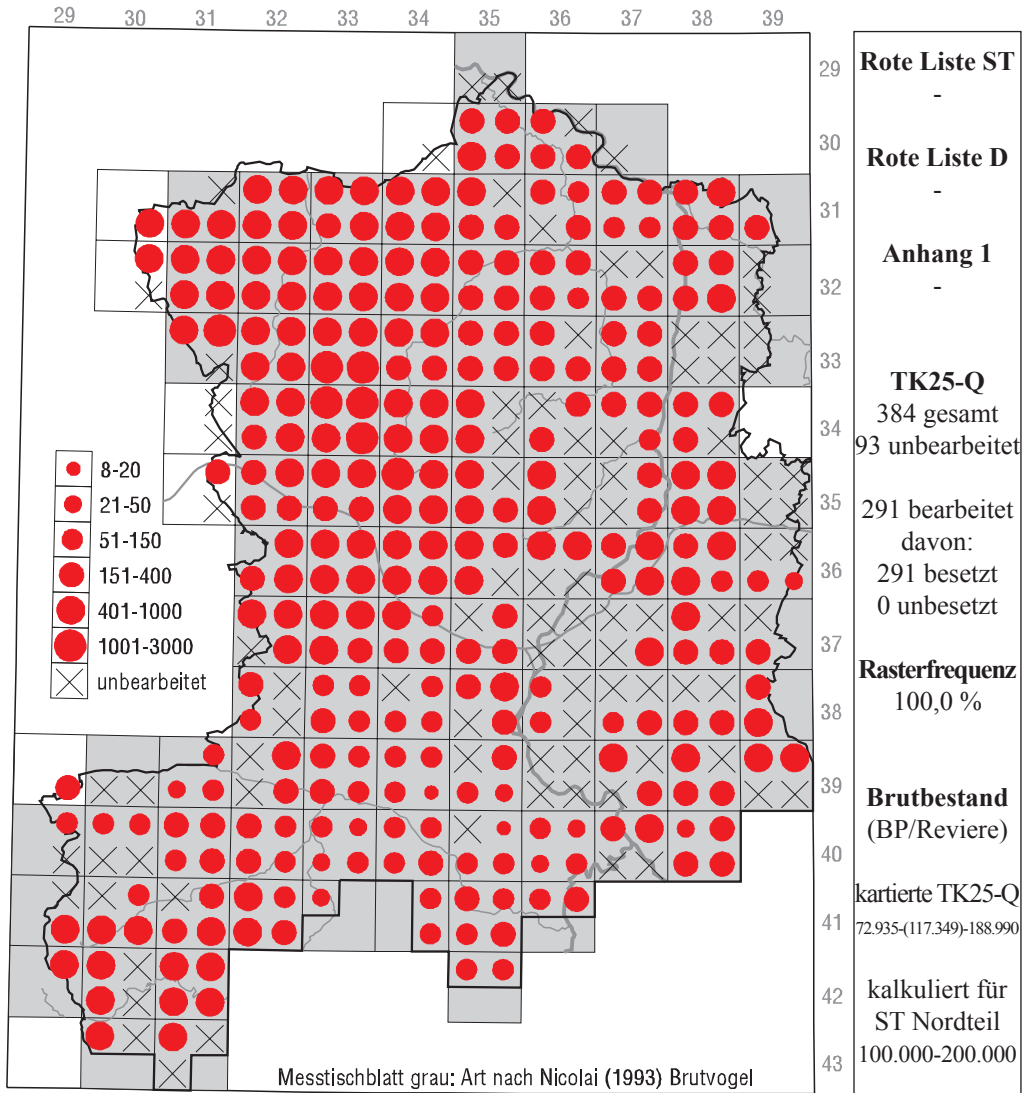 29 30 31 32 33 34 35 36 37 38 39
29
30
31
32
33
34
35
36
37
38
39
40
41
42
43
8-20
21-50
51-150
151-400
401-1000
1001-3000
unbearbeitet
Messtischblatt grau: Art nach Nicolai (1993) Brutvogel
Rote Liste ST
-
Rote Liste D
-
Anhang 1
-
TK25-Q
384 gesamt
93 unbearbeitet
291 bearbeitet
davon:
291 besetzt
0 unbesetzt
Rasterfrequenz
100,0 %
Brutbestand
(BP/Reviere)
kartierte TK25-Q
72.935-(117.349)-188.990
kalkuliert für
ST Nordteil
100.000-200.000